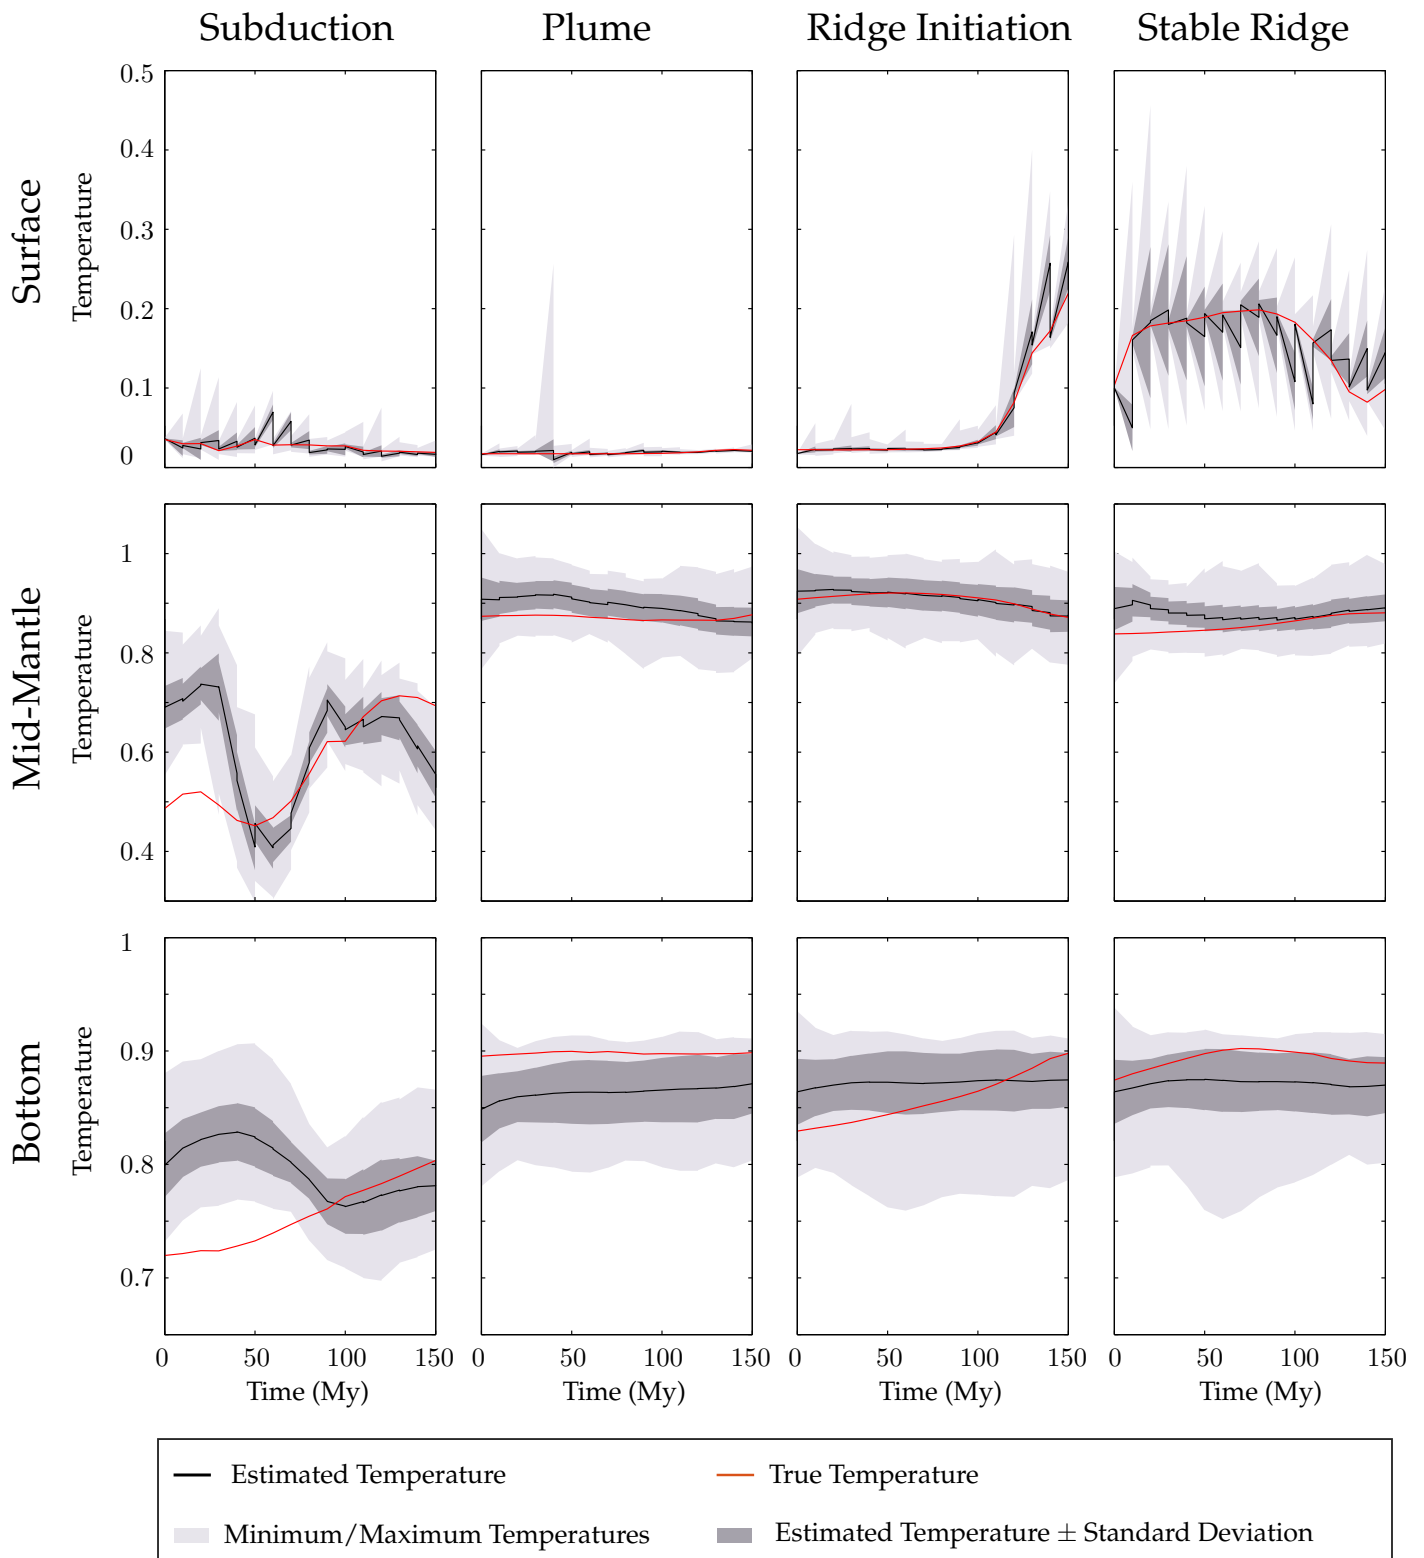 Subduction Plume Ridge Initiation Stable Ridge
Surface
Temperature
0.5
0.4
0.3
0.2
0.1
0
Mid-Mantle
Temperature
1
0.8
0.6
0.4
Bottom
Temperature
1
0.9
0.8
0.7
0 50 100 150 0 50 100 150 0 50 100 150 0 50 100 150
Time (My) Time (My) Time (My) Time (My)
Estimated Temperature True Temperature
Minimum/Maximum Temperatures Estimated Temperature ± Standard Deviation